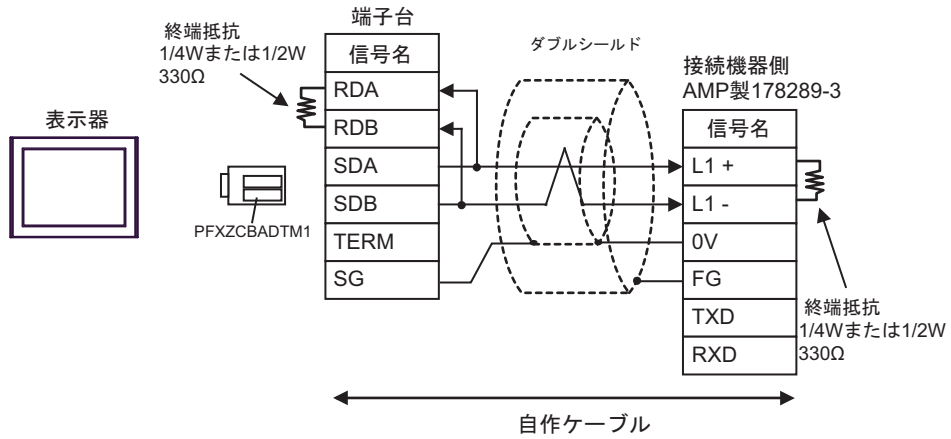 終端抵抗
1/4Wまたは1/2W
330Ω
表示器
PFXZCBADTM1
端子台
信号名
RDA
RDB
SDA
SDB
TERM
SG
ダブルシールド
接続機器側
AMP製178289-3
信号名
L1 +
L1 -
0V
FG
TXD
RXD
終端抵抗
1/4Wまたは1/2W
330Ω
自作ケーブル